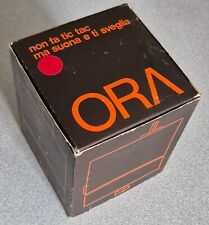 non fa tic tac
ma suona e ti sveglia
ORA